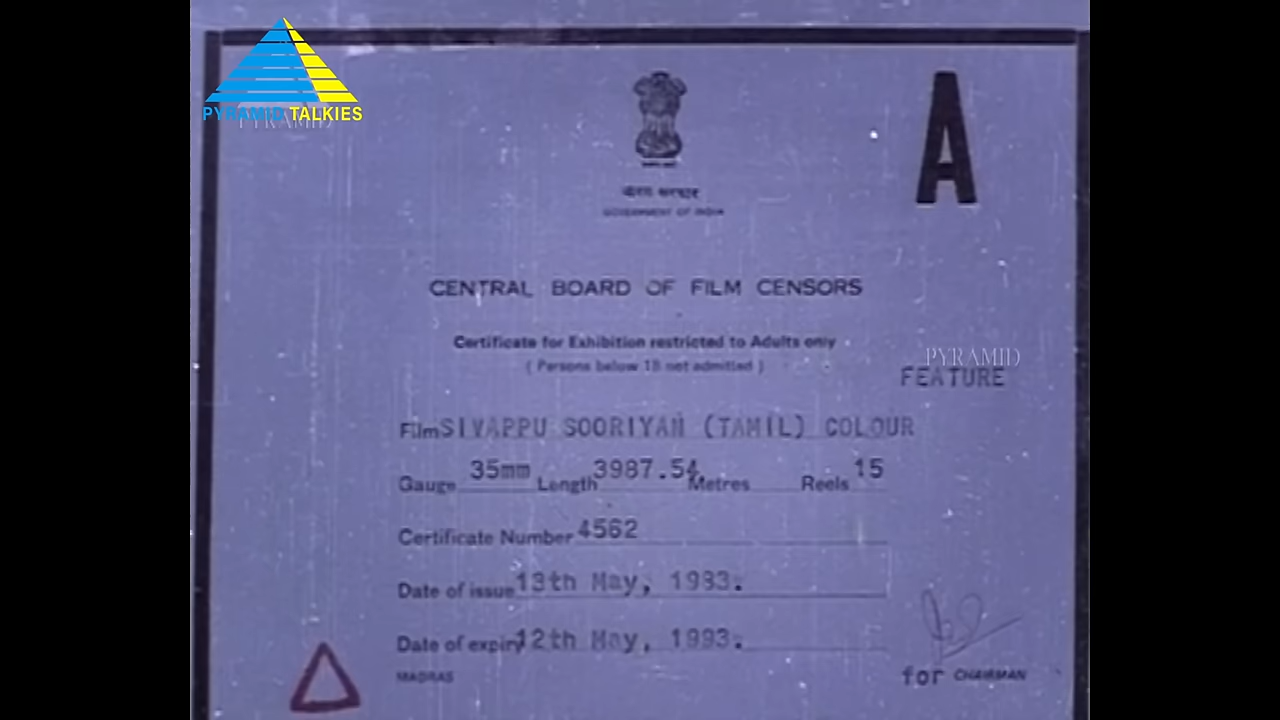 PYRAMID TALKIES
PYRAMID
A
भारत सरकार
GOVERNMENT OF INDIA
CENTRAL BOARD OF FILM CENSORS
Certificate for Exhibition restricted to Adults only
( Persons below 18 not admitted )
PYRAMID
FEATURE
Film SIVAPPU SOORIYAN (TAMIL) COLOUR
Gauge 35mm Length 3987.54 Metres Reels 15
Certificate Number 4562
Date of issue 13th May, 1983.
Date of expiry 12th May, 1993.
MADRAS
for CHAIRMAN